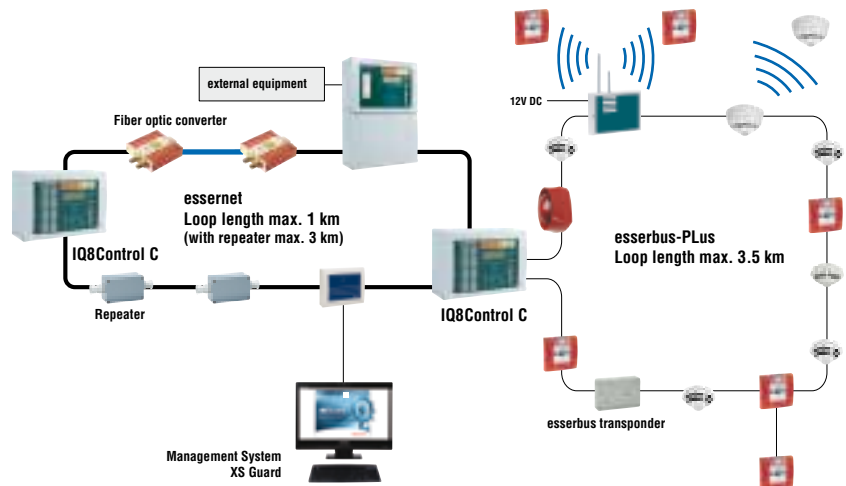 external equipment
12V DC
Fiber optic converter
essernet
Loop length max. 1 km
(with repeater max. 3 km)
esserbus-PLus
Loop length max. 3.5 km
IQ8Control C
IQ8Control C
Repeater
esserbus transponder
Management System
XS Guard